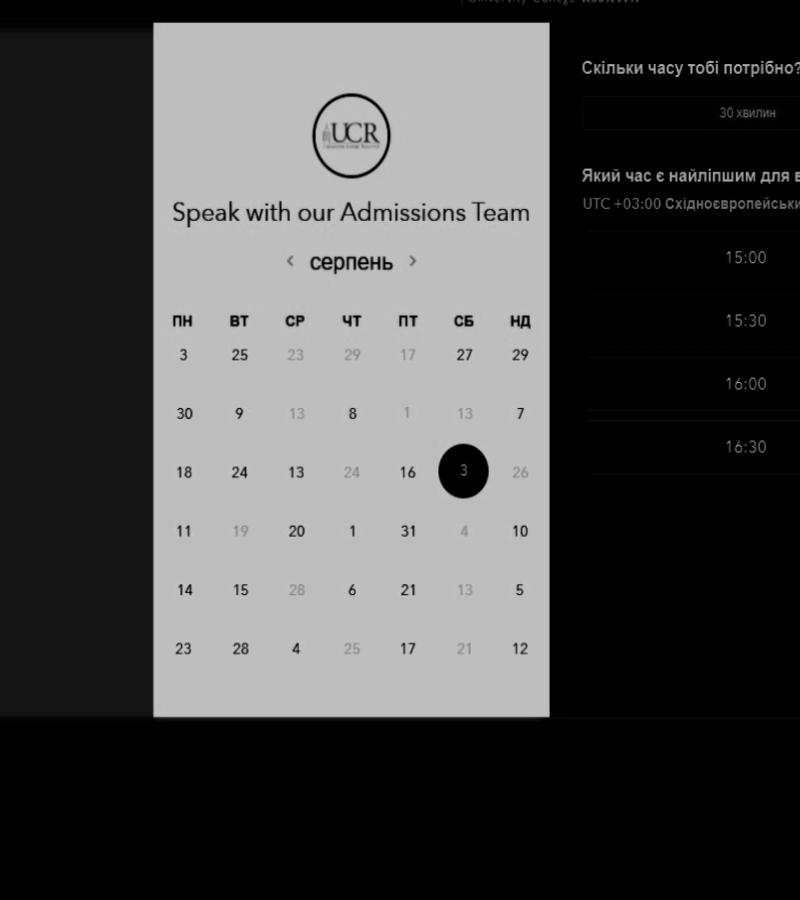 UCR
Speak with our Admissions Team
серпень
ПН ВТ СР ЧТ ПТ СБ НД
3 25 23 29 17 27 29
30 9 13 8 1 13 7
18 24 13 24 16 3 26
11 19 20 1 31 4 10
14 15 28 6 21 13 5
23 28 4 25 17 21 12
Скільки часу тобі потрібно?
30 хвилин
Який час є найліпшим для
UTC +03:00
15:00
15:30
16:00
16:30